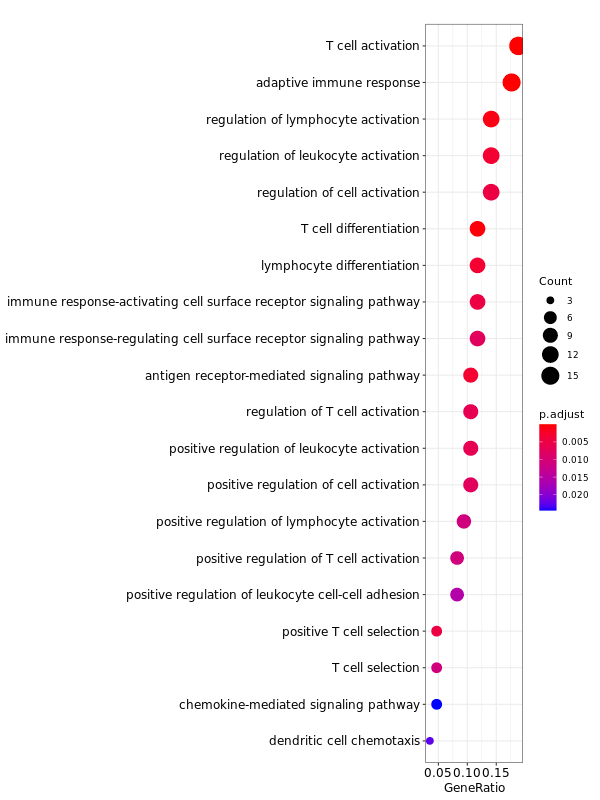 T cell activation
adaptive immune response
regulation of lymphocyte activation
regulation of leukocyte activation
regulation of cell activation
T cell differentiation
lymphocyte differentiation
immune response-activating cell surface receptor signaling pathway
immune response-regulating cell surface receptor signaling pathway
antigen receptor-mediated signaling pathway
regulation of T cell activation
positive regulation of leukocyte activation
positive regulation of cell activation
positive regulation of lymphocyte activation
positive regulation of T cell activation
positive regulation of leukocyte cell-cell adhesion
positive T cell selection
T cell selection
chemokine-mediated signaling pathway
dendritic cell chemotaxis
0.05 0.10 0.15
GeneRatio
Count
3
6
9
12
15
p.adjust
0.005
0.010
0.015
0.020